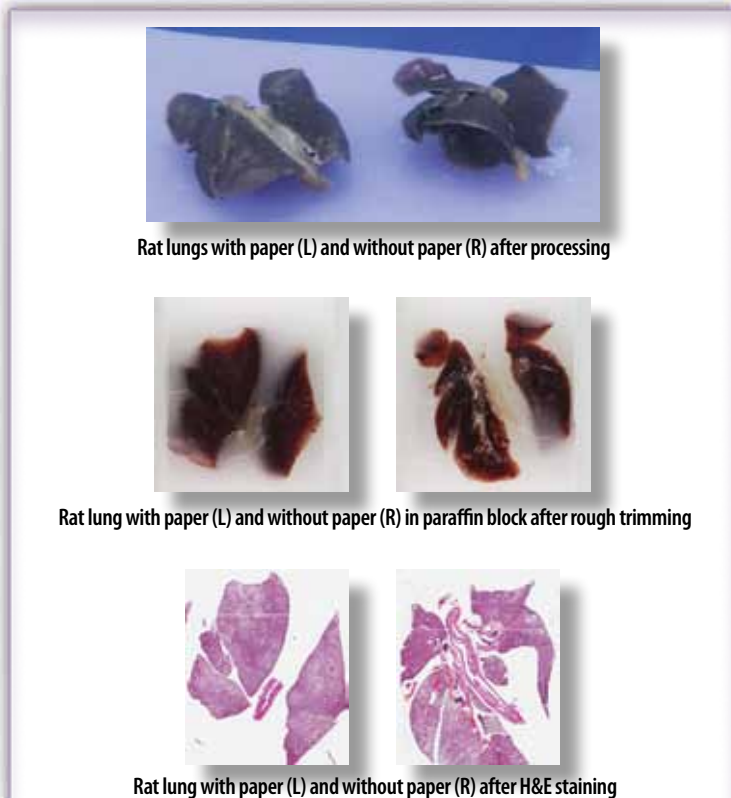 Rat lungs with paper (L) and without paper (R) after processing
Rat lung with paper (L) and without paper (R) in paraffin block after rough trimming
Rat lung with paper (L) and without paper (R) after H&E staining